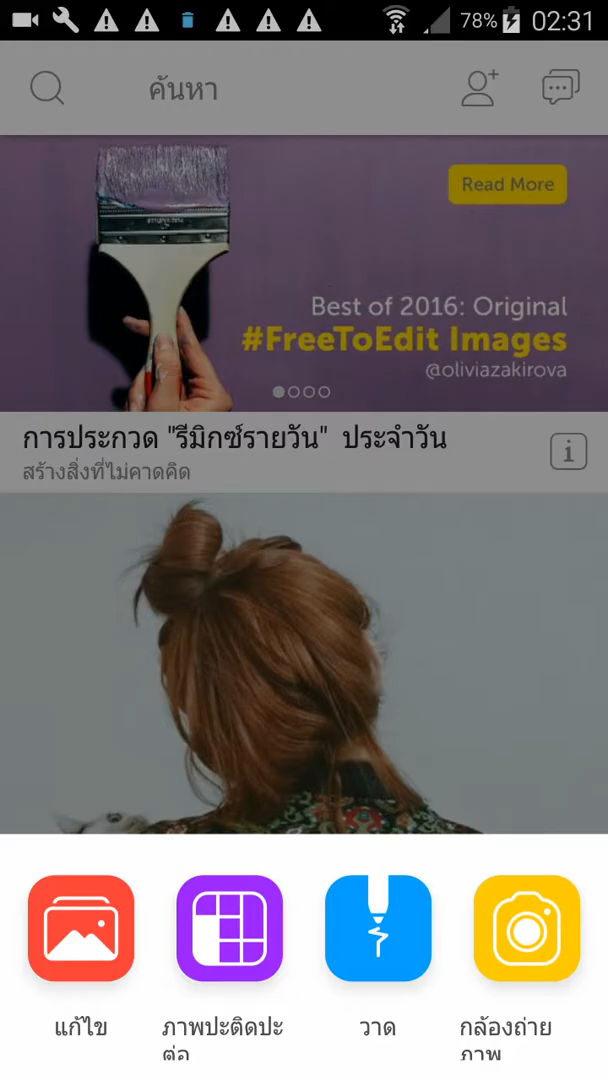 78% 02:31
ค้นหา
Read More
Best of 2016: Original
#FreeToEdit Images
@oliviazakirova
การประกวด "รีมิกซ์รายวัน" ประจำวัน
สร้างสิ่งที่ไม่คาดคิด
แก้ไข
ภาพปะติดปะ
ต่อ
วาด
กล้องถ่าย
ภาพ